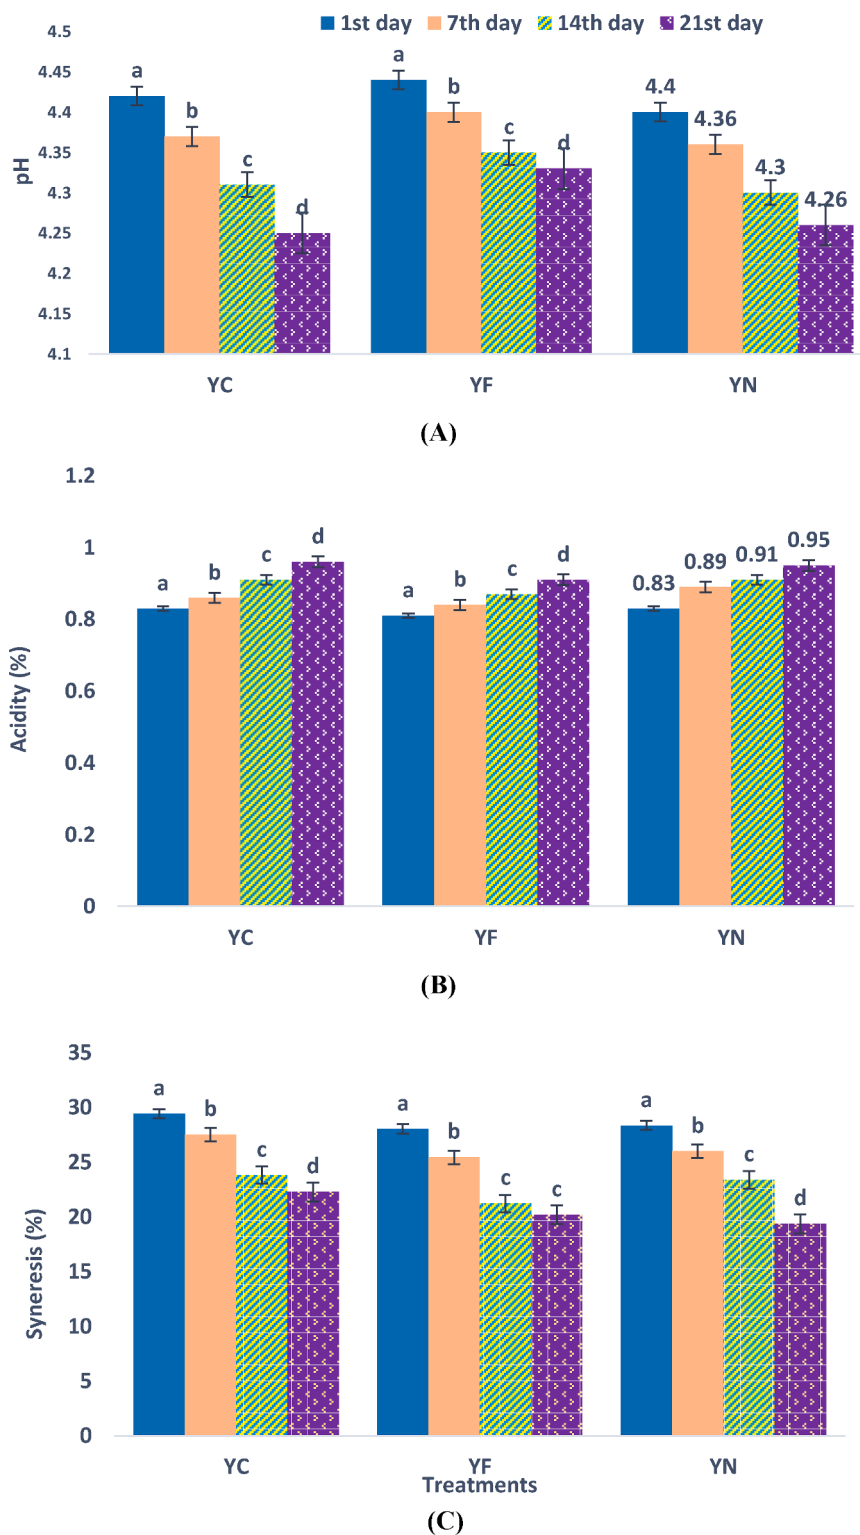 1st day 7th day 14th day 21st day
4.5
4.45
4.4
4.35
4.3
4.25
4.2
4.15
4.1
pH
a b c d
a b c d
4.4 4.36 4.3 4.26
YC YF YN
(A)
1.2
1
0.8
0.6
0.4
0.2
0
Acidity (%)
a b c d
a b c d
0.83 0.89 0.91 0.95
YC YF YN
(B)
35
30
25
20
15
10
5
0
Syneresis (%)
a b c d
a b c c
a b c d
YC YF YN
Treatments
(C)